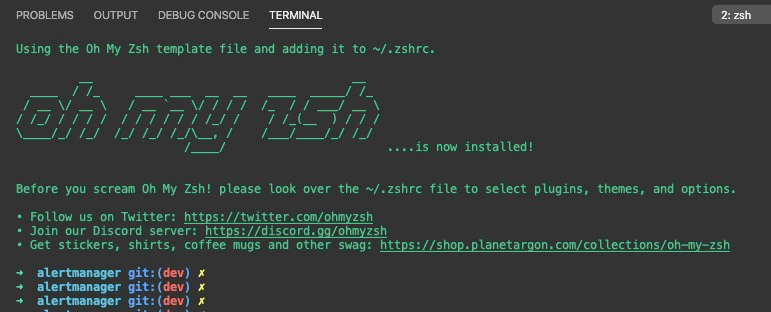 PROBLEMS OUTPUT DEBUG CONSOLE TERMINAL 2: zsh
Using the Oh My Zsh template file and adding it to ~/.zshrc.
oh my zsh
....is now installed!
Before you scream Oh My Zsh! please look over the ~/.zshrc file to select plugins, themes, and options.
• Follow us on Twitter: https://twitter.com/ohmyzsh
• Join our Discord server: https://discord.gg/ohmyzsh
• Get stickers, shirts, coffee mugs and other swag: https://shop.planetargon.com/collections/oh-my-zsh
➜ alertmanager git:(dev) ✗
➜ alertmanager git:(dev) ✗
➜ alertmanager git:(dev) ✗